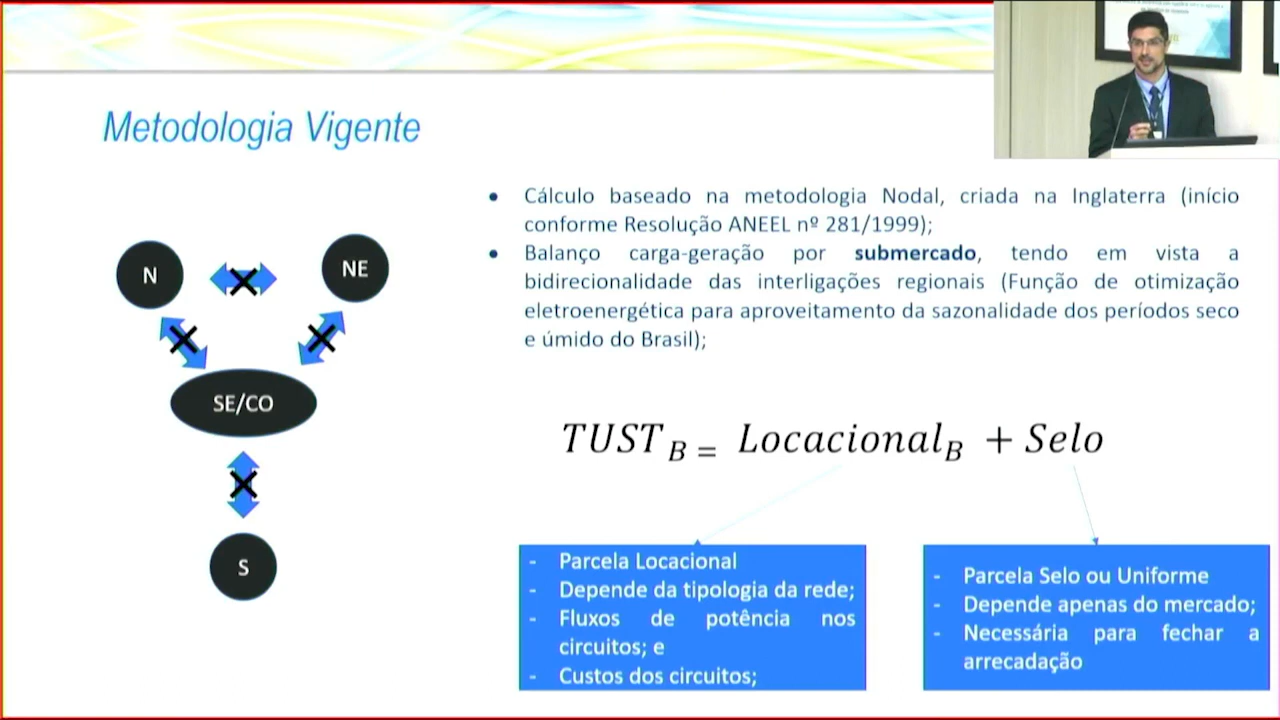 Metodologia Vigente
Cálculo baseado na metodologia Nodal, criada na Inglaterra (início
conforme Resolução ANEEL nº 281/1999);
Balanço carga-geração por submercado, tendo em vista a
bidirecionalidade das interligações regionais (Função de otimização
eletroenergética para aproveitamento da sazonalidade dos períodos seco
e úmido do Brasil);
N
NE
SE/CO
S
TUST B = Locacional B + Selo
- Parcela Locacional
- Depende da tipologia da rede;
- Fluxos de potência nos
circuitos; e
- Custos dos circuitos;
- Parcela Selo ou Uniforme
- Depende apenas do mercado;
- Necessária para fechar a
arrecadação